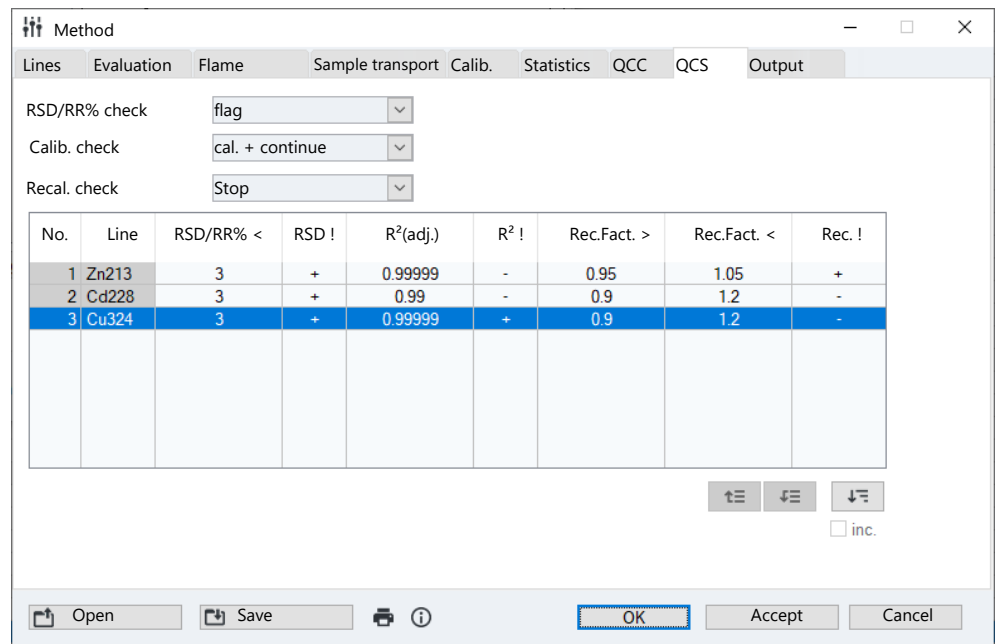 Method
Lines Evaluation Flame Sample transport Calib. Statistics QCC QCS Output
RSD/RR% check flag
Calib. check cal. + continue
Recal. check Stop
No. Line RSD/RR% < RSD ! R²(adj.) R² ! Rec.Fact. > Rec.Fact. < Rec. !
1 Zn213 3 + 0.99999 - 0.95 1.05 +
2 Cd228 3 + 0.99 - 0.9 1.2 -
3 Cu324 3 + 0.99999 + 0.9 1.2 -
inc.
Open Save OK Accept Cancel